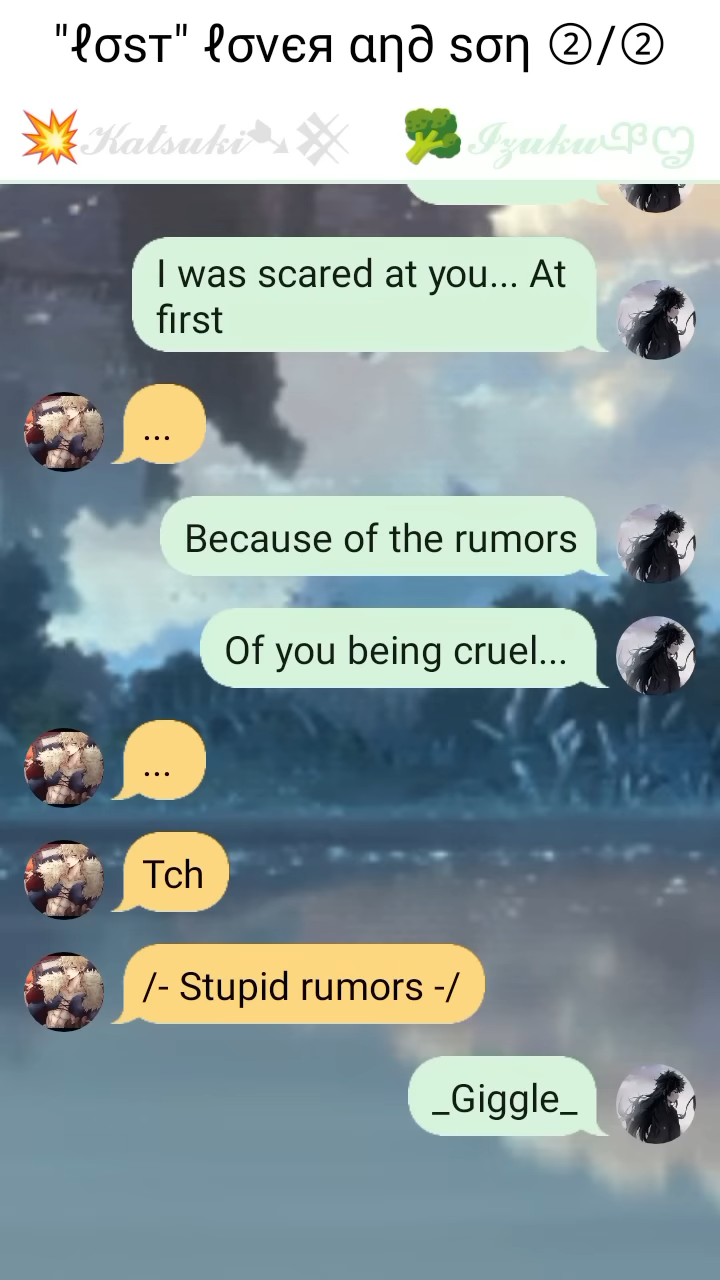 "ℓσѕт" ℓσνєя αη∂ ѕση ②/②
💥𝓚𝓪𝓽𝓼𝓾𝓴𝓲
🥦𝓘𝔃𝓾𝓴𝓾
I was scared at you... At
first
...
Because of the rumors
Of you being cruel...
...
Tch
/- Stupid rumors -/
_Giggle_